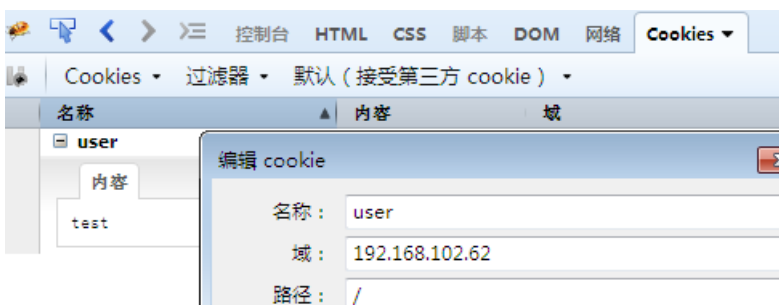 控制台 HTML CSS 脚本 DOM 网络 Cookies
Cookies 过滤器 默认（接受第三方 cookie）
名称 内容 域
user
编辑 cookie
内容
名称： user
test
域： 192.168.102.62
路径： /